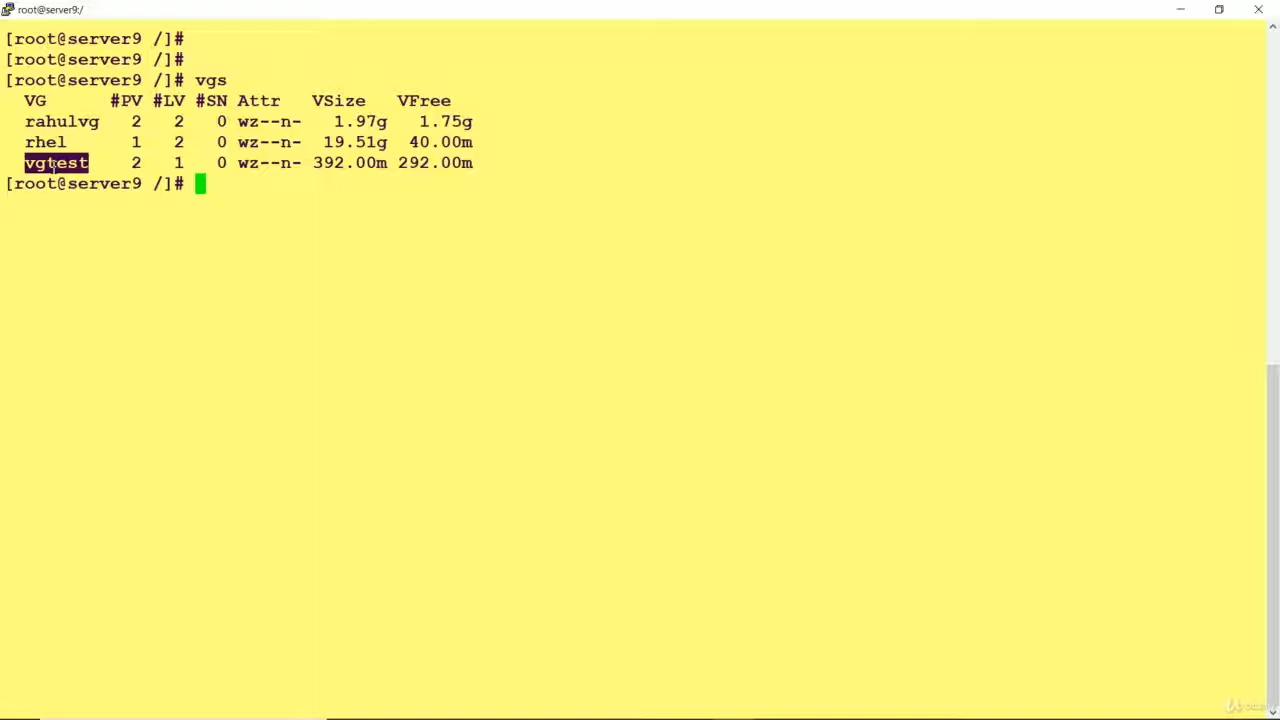 root@server9:/
[root@server9 /]#
[root@server9 /]#
[root@server9 /]# vgs
VG #PV #LV #SN Attr VSize VFree
rahulvg 2 2 0 wz--n- 1.97g 1.75g
rhel 1 2 0 wz--n- 19.51g 40.00m
vgtest 2 1 0 wz--n- 392.00m 292.00m
[root@server9 /]#